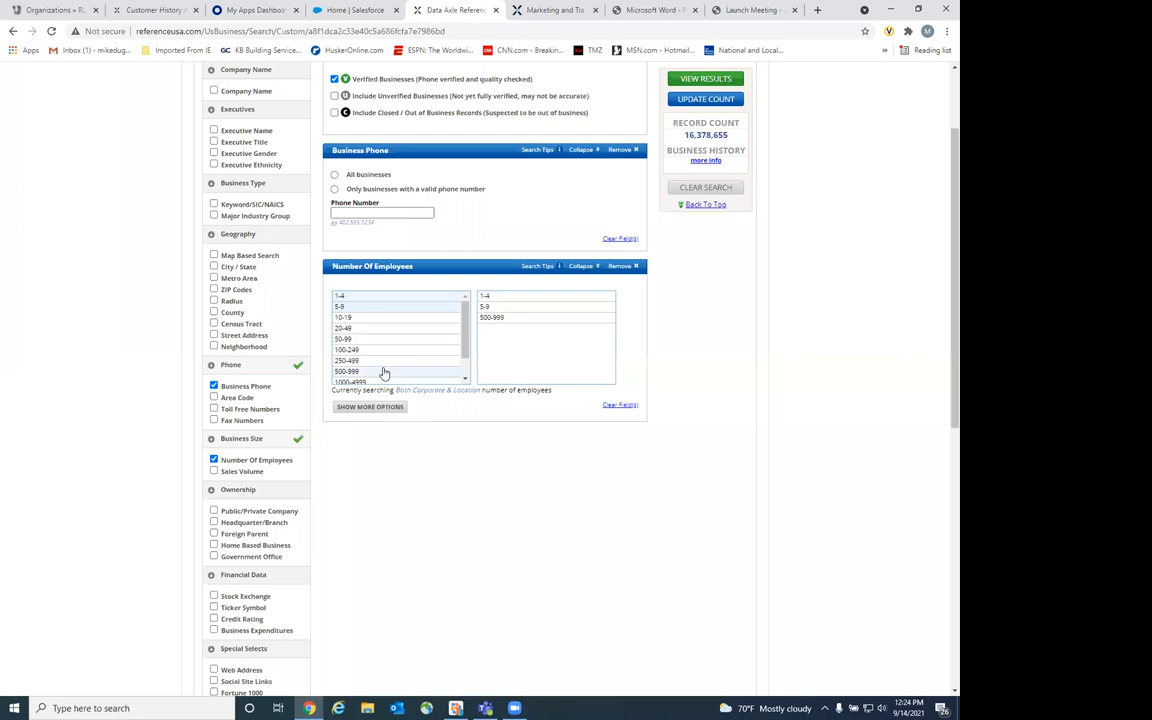 Organizations » Ru
Customer History A
My Apps Dashboa
Home | Salesforce
Data Axle Referenc
Marketing and Tra
Microsoft Word - F
Launch Meeting -
Not secure | referenceusa.com/UsBusiness/Search/Custom/a8f1dca2c33e40c5a686fcfa7e7986bd
M
Apps
Inbox (1) - mikedug...
Imported From IE
KB Building Service...
HuskerOnline.com
ESPN: The Worldwi...
CNN.com - Breakin...
TMZ
MSN.com - Hotmail...
National and Local...
»
Reading list
Company Name
Company Name
Executives
Executive Name
Executive Title
Executive Gender
Executive Ethnicity
Business Type
Keyword/SIC/NAICS
Major Industry Group
Geography
Map Based Search
City / State
Metro Area
ZIP Codes
Radius
County
Census Tract
Street Address
Neighborhood
Phone
Business Phone
Area Code
Toll Free Numbers
Fax Numbers
Business Size
Number Of Employees
Sales Volume
Ownership
Public/Private Company
Headquarter/Branch
Foreign Parent
Home Based Business
Government Office
Financial Data
Stock Exchange
Ticker Symbol
Credit Rating
Business Expenditures
Special Selects
Web Address
Social Site Links
Fortune 1000
V Verified Businesses (Phone verified and quality checked)
U Include Unverified Businesses (Not yet fully verified, may not be accurate)
C Include Closed / Out of Business Records (Suspected to be out of business)
Business Phone Search Tips Collapse Remove
All businesses
Only businesses with a valid phone number
Phone Number
ex 402.555.1234
Clear Field(s)
Number Of Employees Search Tips Collapse Remove
1-4
5-9
10-19
20-49
50-99
100-249
250-499
500-999
1000-4999
1-4
5-9
500-999
Currently searching Both Corporate & Location number of employees
SHOW MORE OPTIONS
Clear Field(s)
VIEW RESULTS
UPDATE COUNT
RECORD COUNT
16,378,655
BUSINESS HISTORY
more info
CLEAR SEARCH
Back To Top
Type here to search
70°F Mostly cloudy
12:24 PM
9/14/2021
26